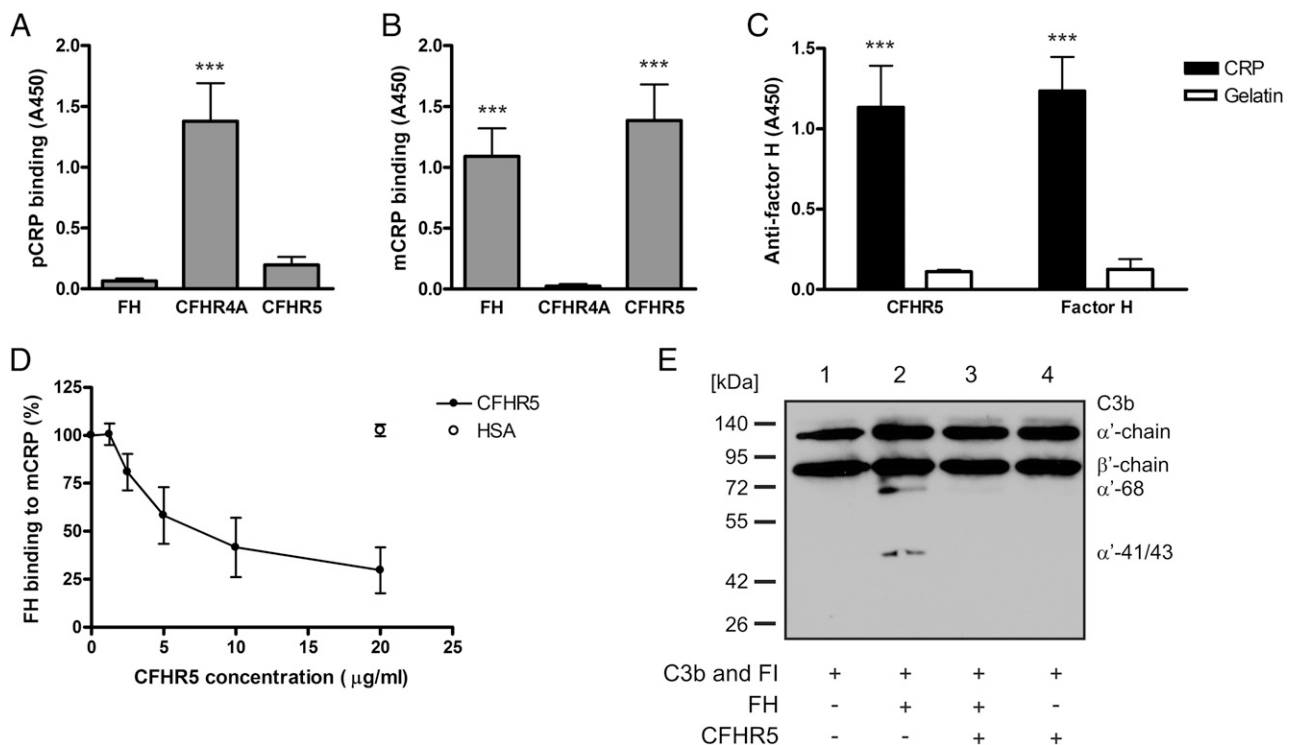 A
pCRP binding (A450)
2.0
1.5
1.0
0.5
0.0
***
FH CFHR4A CFHR5
B
mCRP binding (A450)
2.0
1.5
1.0
0.5
0.0
***
***
FH CFHR4A CFHR5
C
Anti-factor H (A450)
1.5
1.0
0.5
0.0
***
***
CFHR5 Factor H
CRP
Gelatin
D
FH binding to mCRP (%)
125
100
75
50
25
0
0 5 10 15 20 25
CFHR5 concentration ( μg/ml)
CFHR5
HSA
E
[kDa] 1 2 3 4
140
95
72
55
42
26
C3b
α'-chain
β'-chain
α'-68
α'-41/43
C3b and FI + + + +
FH - + + -
CFHR5 - - + +